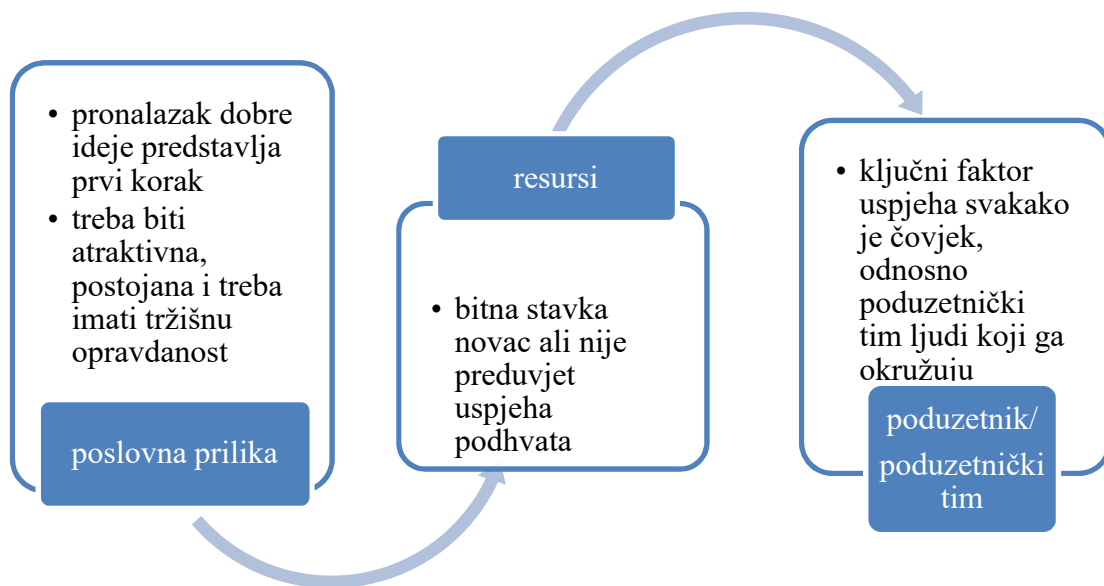 • pronalazak dobre
ideje predstavlja
prvi korak
• treba biti
atraktivna,
postojana i treba
imati tržišnu
opravdanost
poslovna prilika
resursi
• bitna stavka
novac ali nije
preduvjet
uspjeha
podhvata
• ključni faktor
uspjeha svakako
je čovjek,
odnosno
poduzetnički
tim ljudi koji ga
okružuju
poduzetnik/
poduzetnički
tim